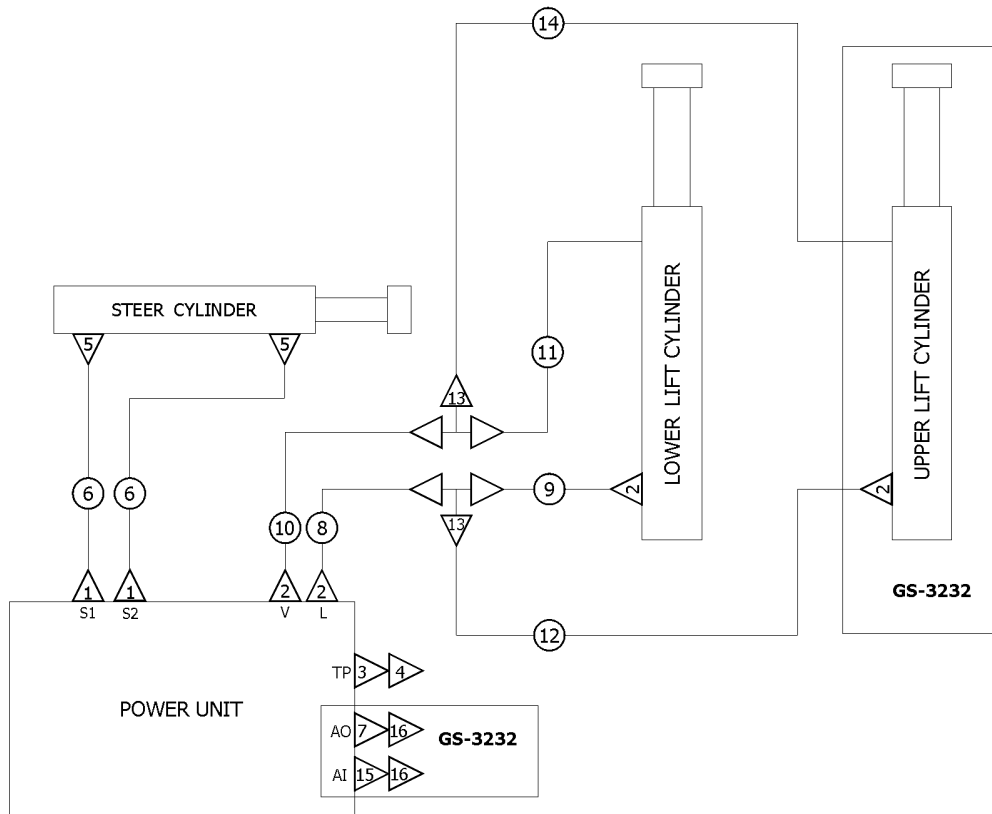 14
STEER  CYLINDER
5
5
11
13
LOWER LIFT CYLINDER
UPPER LIFT CYLINDER
6
6
9
2
2
10
8
13
1
1
2
2
S1
S2
V
L
GS-3232
12
TP
3
4
POWER UNIT
AO
7
16
GS-3232
AI
15
16